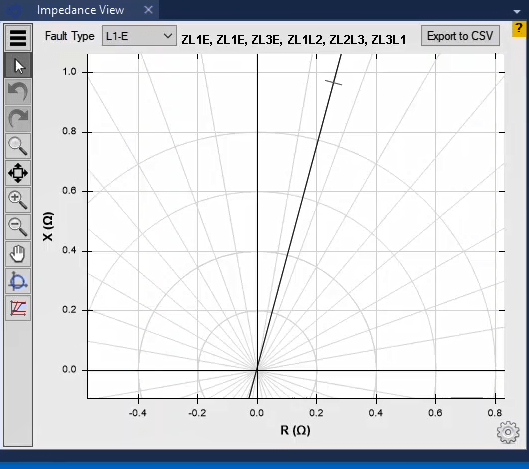 Impedance View
Fault Type L1-E ZL1E, ZL1E, ZL3E, ZL1L2, ZL2L3, ZL3L1 Export to CSV
?
1.0
0.8
0.6
0.4
0.2
0.0
X (Ω)
-0.4 -0.2 0.0 0.2 0.4 0.6 0.8
R (Ω)